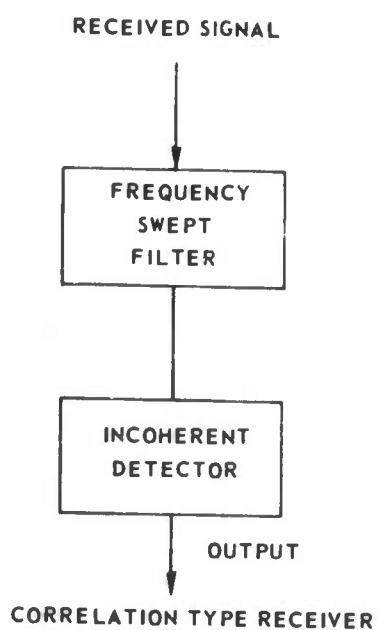 RECEIVED SIGNAL
FREQUENCY
SWEPT
FILTER
INCOHERENT
DETECTOR
OUTPUT
CORRELATION TYPE RECEIVER